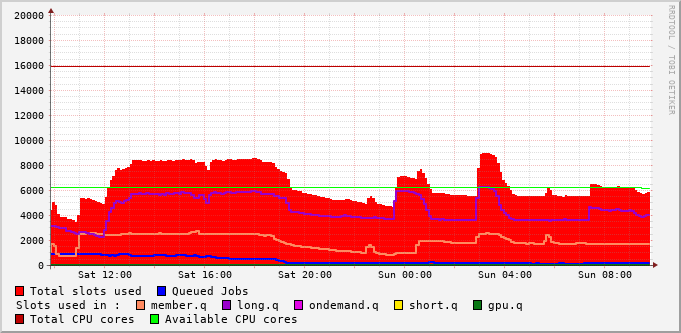 20000
18000
16000
14000
12000
10000
8000
6000
4000
2000
0
Sat 12:00 Sat 16:00 Sat 20:00 Sun 00:00 Sun 04:00 Sun 08:00
Total slots used Queued Jobs
Slots used in : member.q long.q ondemand.q short.q gpu.q
Total CPU cores Available CPU cores
RRDTOOL / TOBI OETIKER